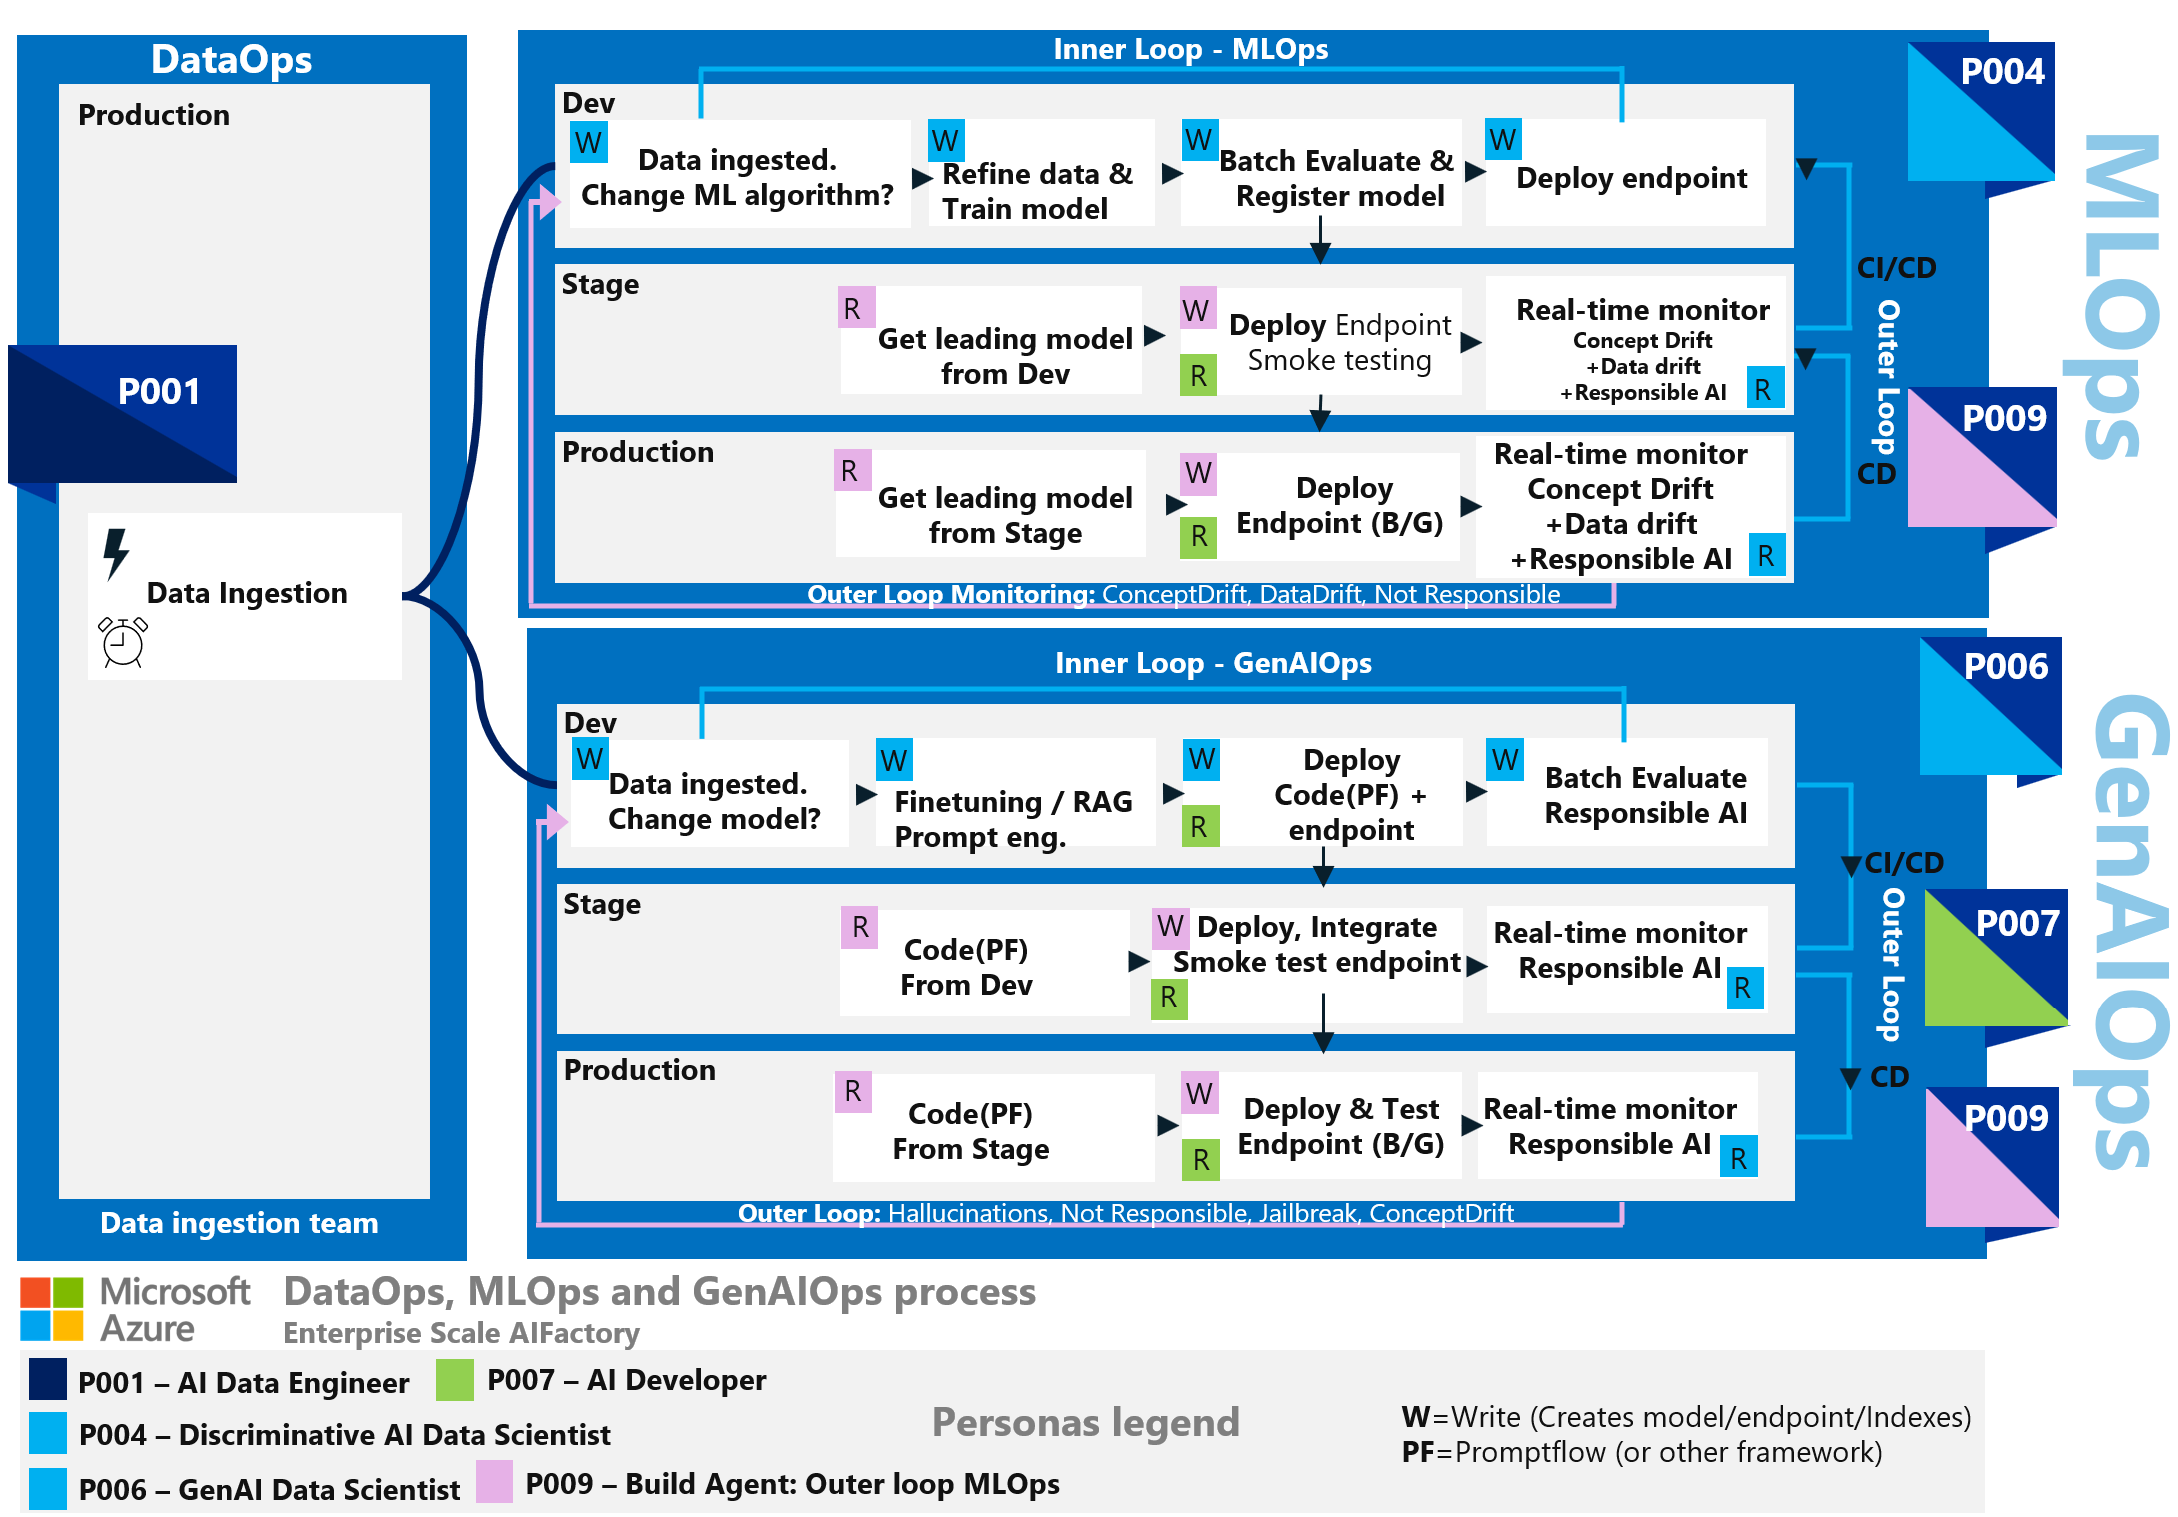 DataOps
Production
P001
Data Ingestion
Data ingestion team
Inner Loop - MLOps
Dev
W
Data ingested.
Change ML algorithm?
W
Refine data &
Train model
W
Batch Evaluate &
Register model
W
Deploy endpoint
Stage
R
Get leading model
from Dev
W
R
Deploy Endpoint
Smoke testing
Real-time monitor
Concept Drift
+Data drift
+Responsible AI
R
Production
R
Get leading model
from Stage
W
R
Deploy
Endpoint (B/G)
Real-time monitor
Concept Drift
+Data drift
+Responsible AI
R
Outer Loop Monitoring: ConceptDrift, DataDrift, Not Responsible
CI/CD
Outer Loop
CD
P004
P009
MLOps
Inner Loop - GenAIOps
Dev
W
Data ingested.
Change model?
W
Finetuning / RAG
Prompt eng.
W
R
Deploy
Code(PF) +
endpoint
W
Batch Evaluate
Responsible AI
Stage
R
Code(PF)
From Dev
W
R
Deploy, Integrate
Smoke test endpoint
Real-time monitor
Responsible AI
R
Production
R
Code(PF)
From Stage
W
R
Deploy & Test
Endpoint (B/G)
Real-time monitor
Responsible AI
R
Outer Loop: Hallucinations, Not Responsible, Jailbreak, ConceptDrift
CI/CD
Outer Loop
CD
P006
P007
P009
GenAIOps
Microsoft
Azure
DataOps, MLOps and GenAIOps process
Enterprise Scale AIFactory
P001 – AI Data Engineer
P007 – AI Developer
P004 – Discriminative AI Data Scientist
P006 – GenAI Data Scientist
P009 – Build Agent: Outer loop MLOps
Personas legend
W=Write (Creates model/endpoint/Indexes)
PF=Promptflow (or other framework)